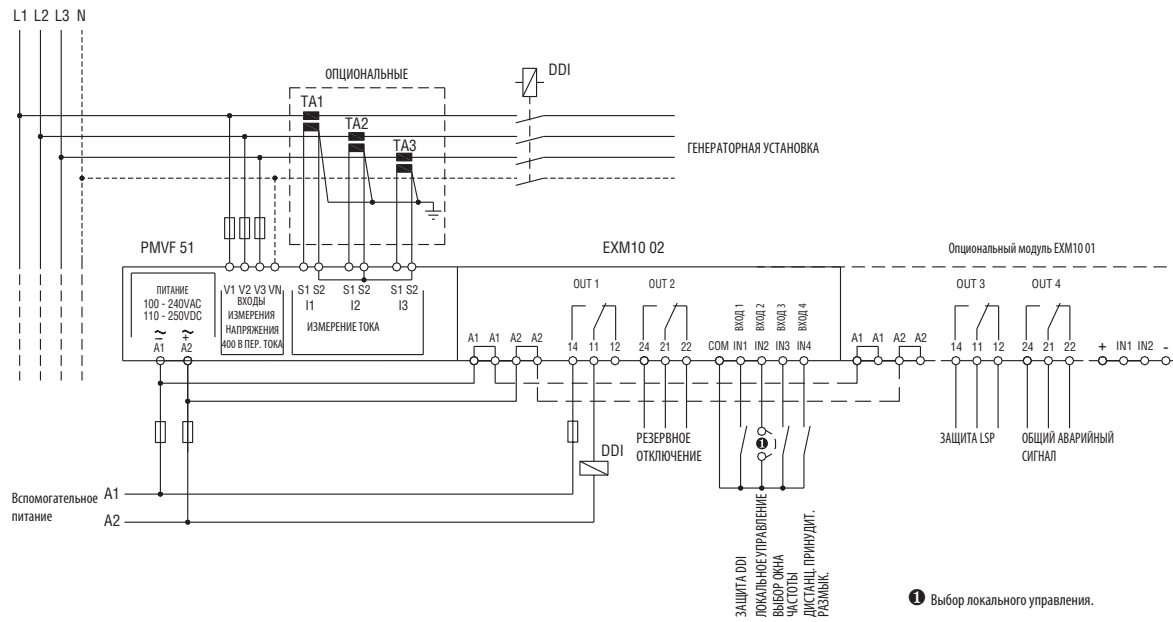 L1 L2 L3 N
ОПЦИОНАЛЬНЫЕ
DDI
TA1
TA2
TA3
ГЕНЕРАТОРНАЯ УСТАНОВКА
PMVF 51
EXM10 02
Опциональный модуль EXM10 01
ПИТАНИЕ
100 - 240VAC
110 - 250VDC
~ ~
− +
A1 A2
V1 V2 V3 VN
ВХОДЫ
ИЗМЕРЕНИЯ
НАПРЯЖЕНИЯ
400 В ПЕР. ТОКА
S1 S2 S1 S2 S1 S2
I1 I2 I3
ИЗМЕРЕНИЕ ТОКА
OUT 1 OUT 2
ВХОД 1
ВХОД 2
ВХОД 3
ВХОД 4
OUT 3 OUT 4
A1 A1 A2 A2
14 11 12
24 21 22
COM IN1 IN2 IN3 IN4
A1 A1 A2 A2
14 11 12
24 21 22
+ IN1 IN2 -
РЕЗЕРВНОЕ
ОТКЛЮЧЕНИЕ
❶
ЗАЩИТА LSP
ОБЩИЙ АВАРИЙНЫЙ
СИГНАЛ
DDI
Вспомогательное
питание
A1
A2
ЗАЩИТА DDI
ЛОКАЛЬНОЕ УПРАВЛЕНИЕ
ВЫБОР ОКНА
ЧАСТОТЫ
ДИСТАНЦ. ПРИНУДИТ.
РАЗМЫК.
❶ Выбор локального управления.